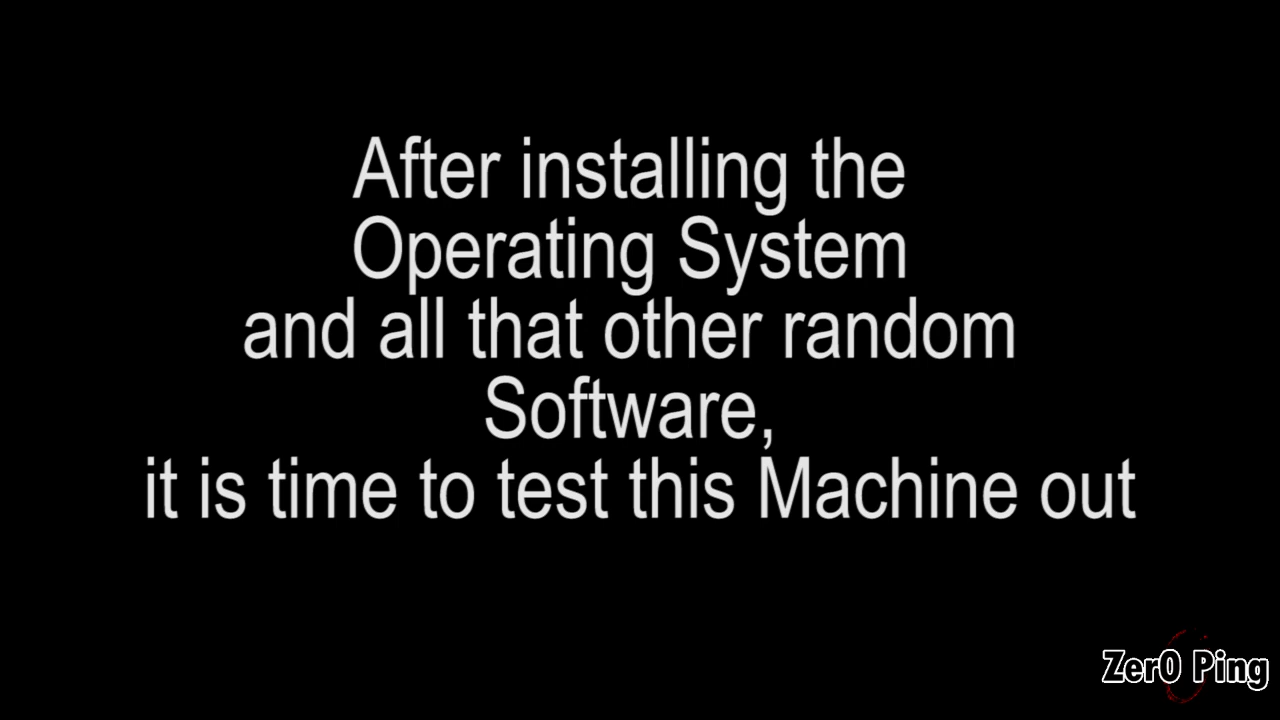 After installing the
Operating System
and all that other random
Software,
it is time to test this Machine out
Zer0 Ping